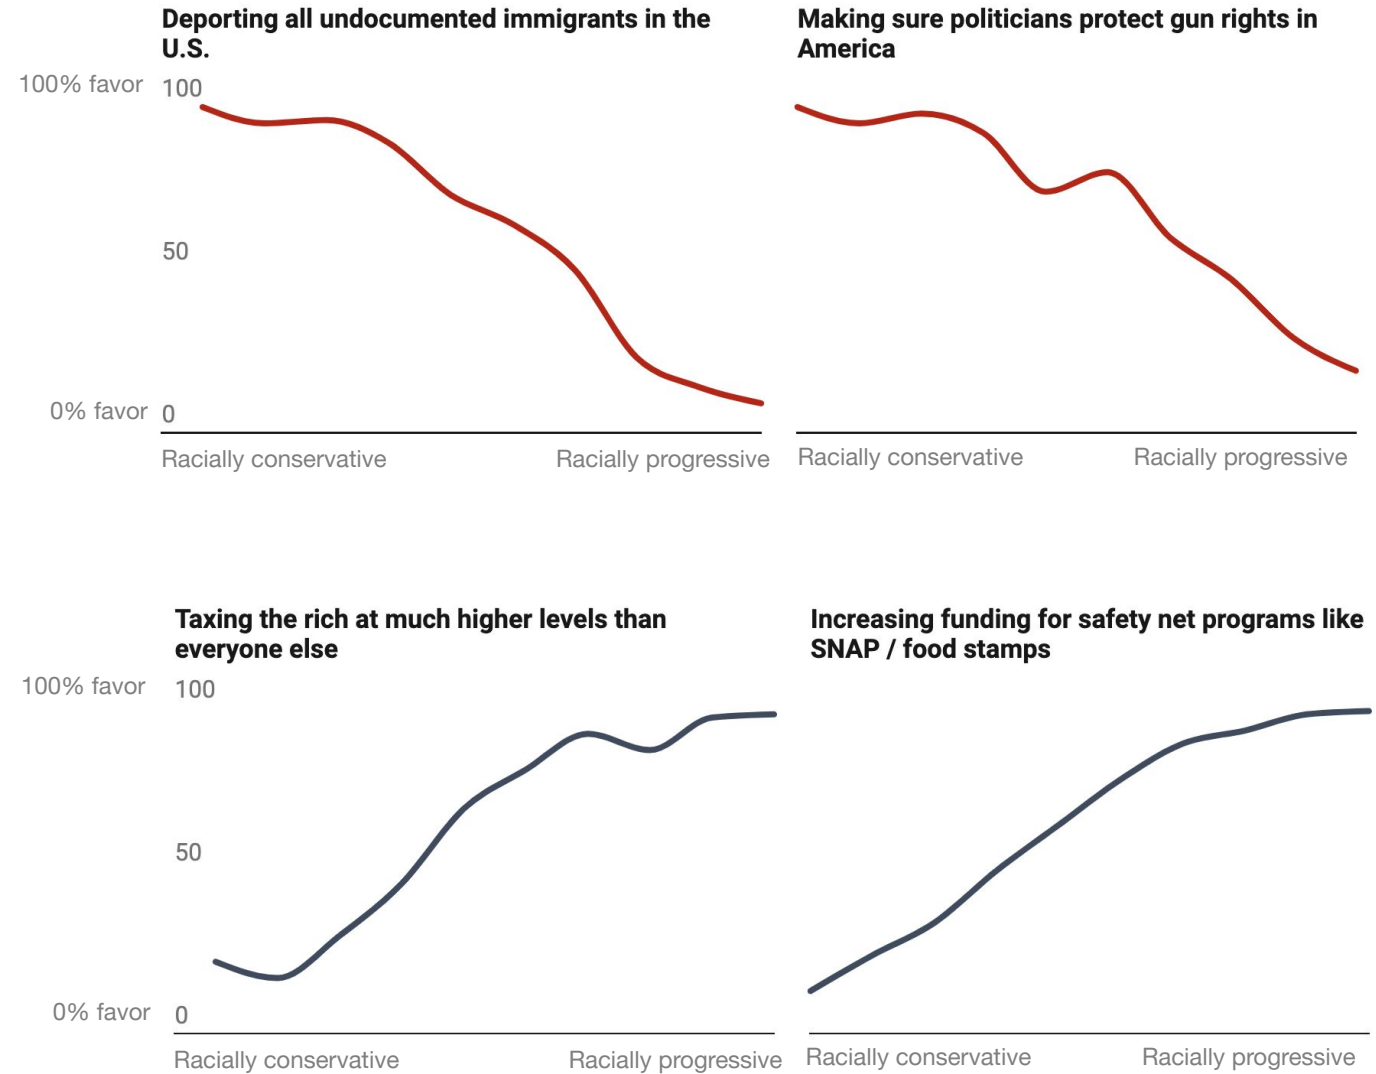 Deporting all undocumented immigrants in the
U.S.
100% favor
100
50
0% favor
0
Racially conservative
Racially progressive
Making sure politicians protect gun rights in
America
Racially conservative
Racially progressive
Taxing the rich at much higher levels than
everyone else
100% favor
100
50
0% favor
0
Racially conservative
Racially progressive
Increasing funding for safety net programs like
SNAP / food stamps
Racially conservative
Racially progressive